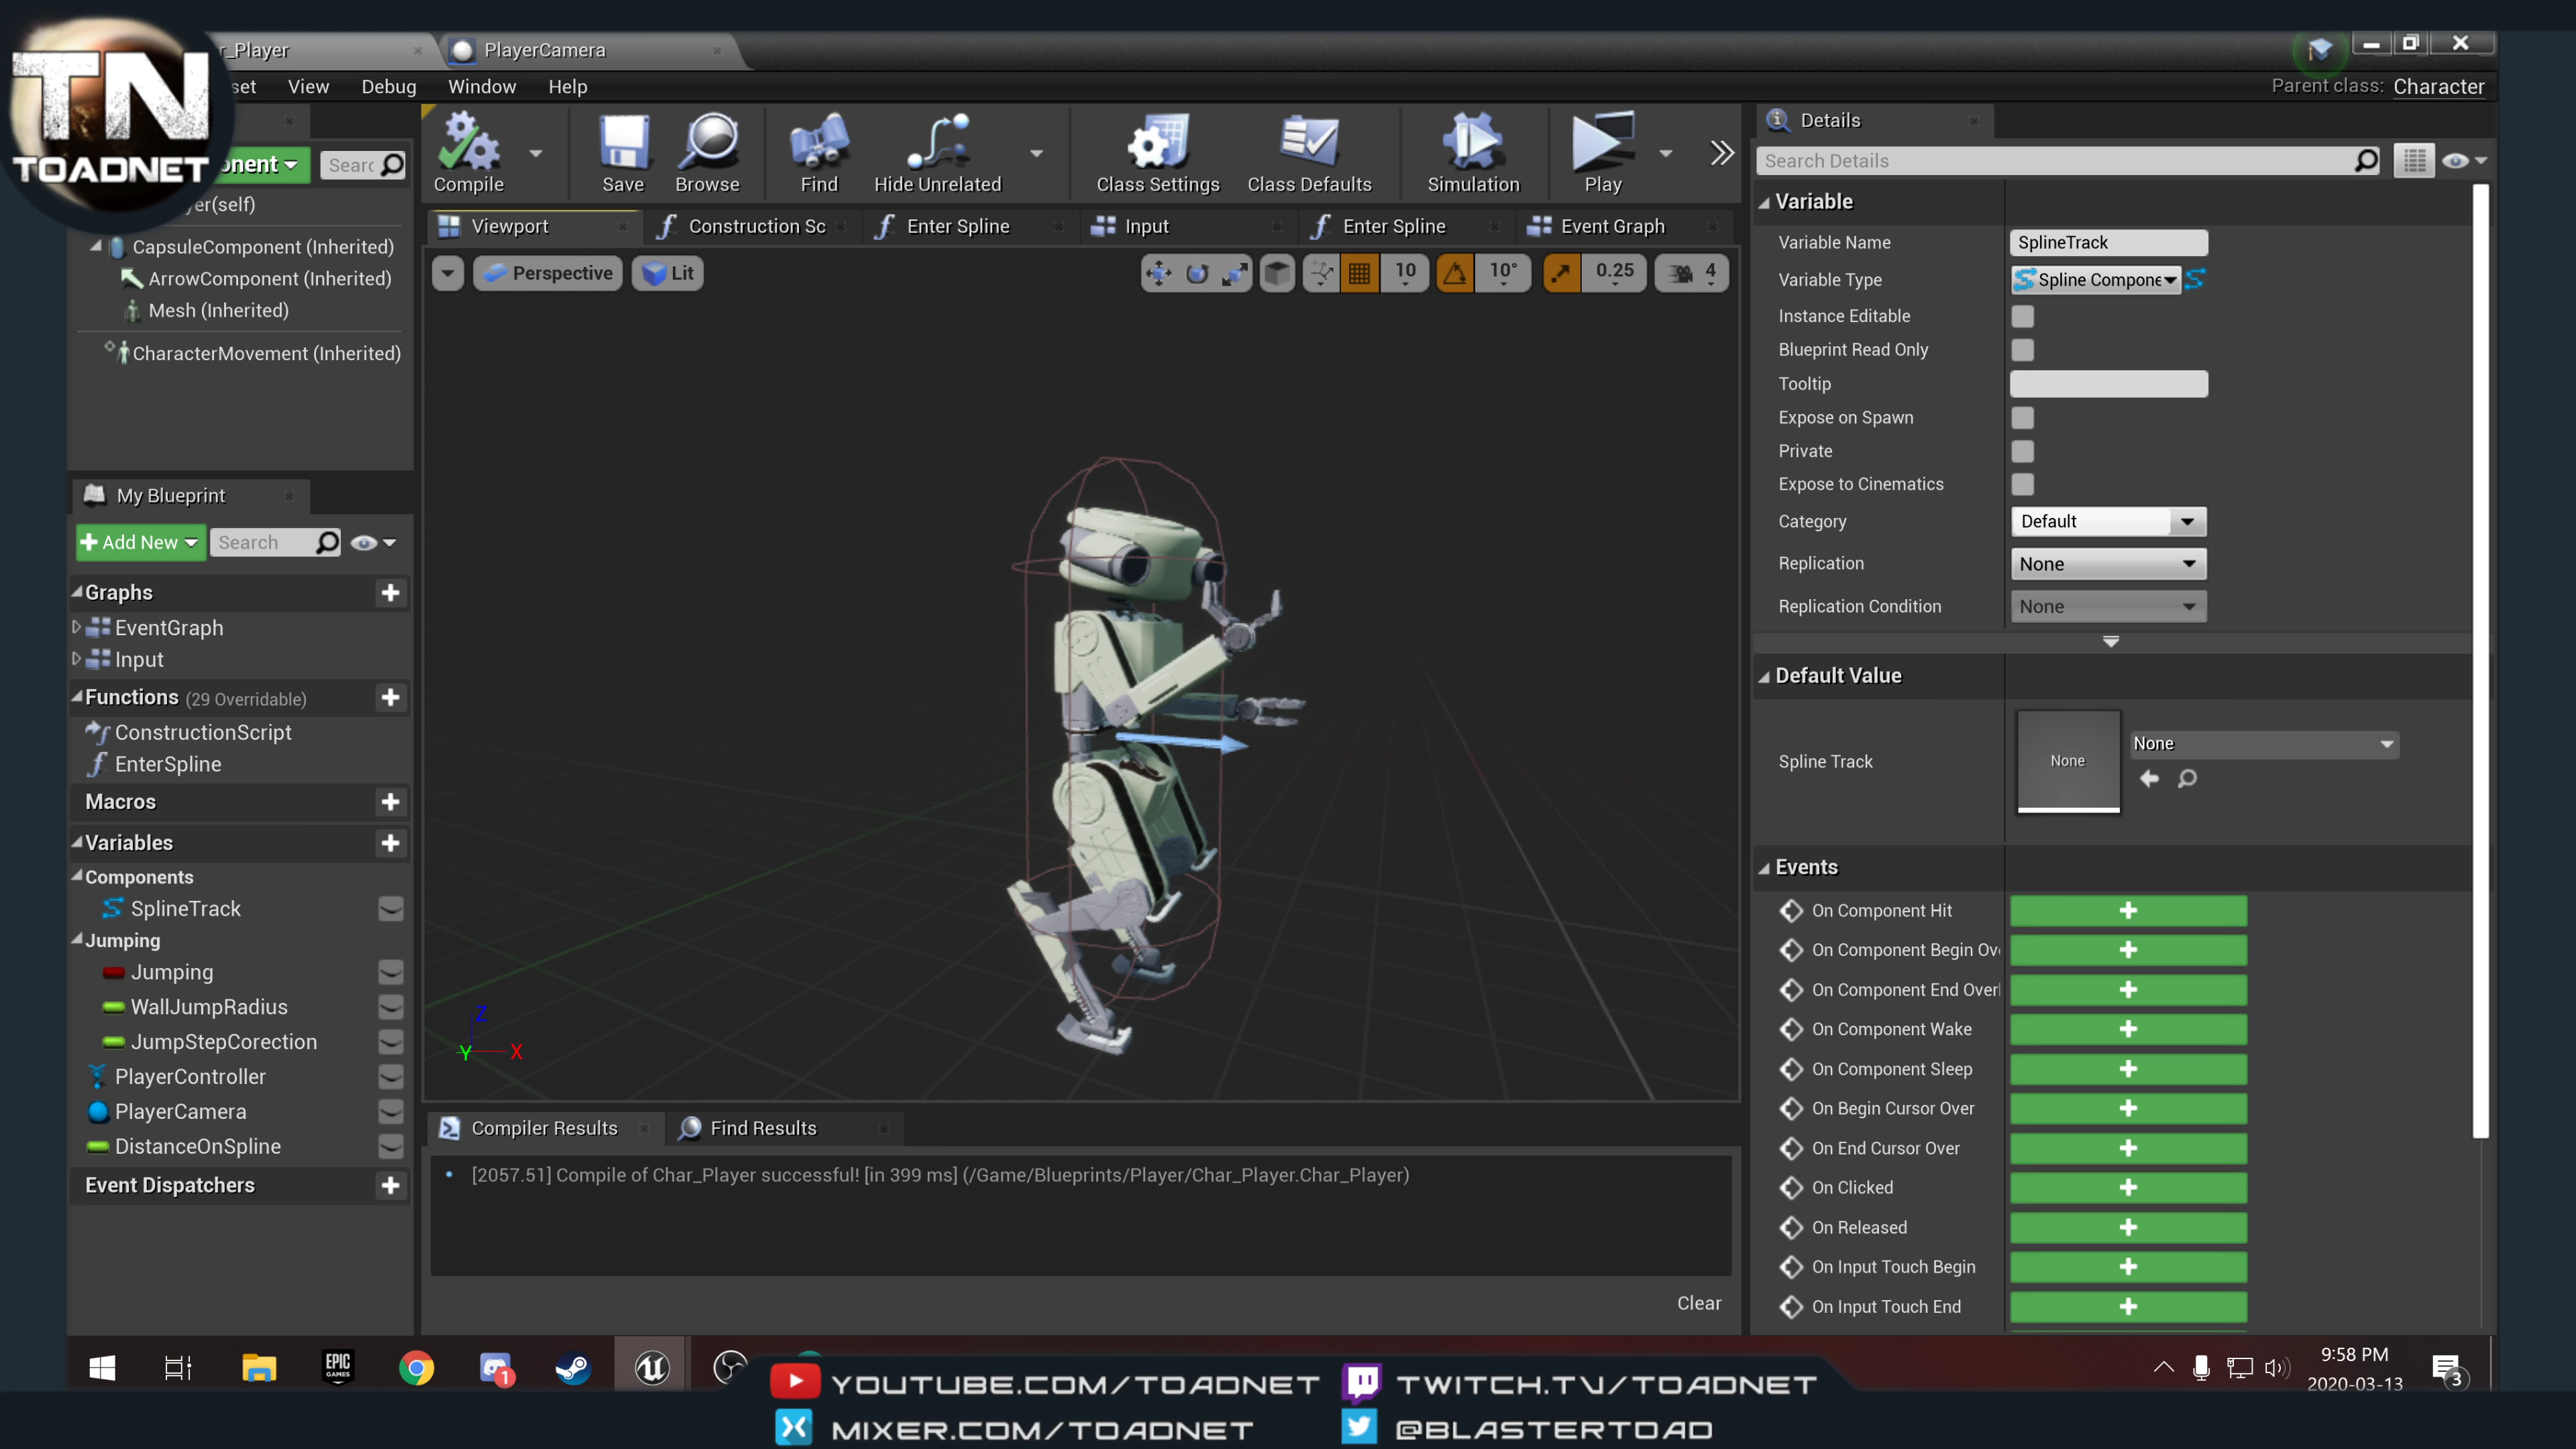 TN
TOADNET
r_Player
PlayerCamera
set
View
Debug
Window
Help
Parent class: Character
onent
Searc
yer(self)
CapsuleComponent (Inherited)
ArrowComponent (Inherited)
Mesh (Inherited)
CharacterMovement (Inherited)
Compile
Save
Browse
Find
Hide Unrelated
Class Settings
Class Defaults
Simulation
Play
Viewport
Construction Sc
Enter Spline
Input
Enter Spline
Event Graph
Perspective
Lit
10
10°
0.25
4
Z
Y
X
My Blueprint
Add New
Search
Graphs
EventGraph
Input
Functions (29 Overridable)
ConstructionScript
EnterSpline
Macros
Variables
Components
SplineTrack
Jumping
Jumping
WallJumpRadius
JumpStepCorection
PlayerController
PlayerCamera
DistanceOnSpline
Event Dispatchers
Compiler Results
Find Results
[2057.51] Compile of Char_Player successful! [in 399 ms] (/Game/Blueprints/Player/Char_Player.Char_Player)
Clear
Details
Search Details
Variable
Variable Name
SplineTrack
Variable Type
Spline Compone
Instance Editable
Blueprint Read Only
Tooltip
Expose on Spawn
Private
Expose to Cinematics
Category
Default
Replication
None
Replication Condition
None
Default Value
Spline Track
None
None
Events
On Component Hit
On Component Begin Ov
On Component End Over
On Component Wake
On Component Sleep
On Begin Cursor Over
On End Cursor Over
On Clicked
On Released
On Input Touch Begin
On Input Touch End
EPIC
GAMES
1
9:58 PM
2020-03-13
3
YOUTUBE.COM/TOADNET
TWITCH.TV/TOADNET
MIXER.COM/TOADNET
@BLASTERTOAD